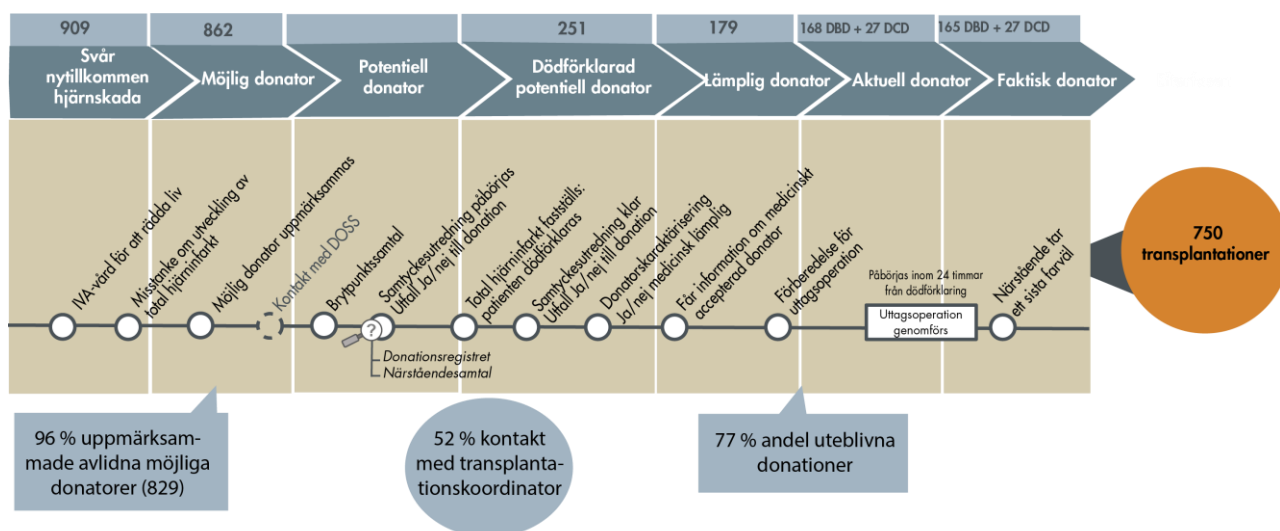 909
862
251
179
168 DBD + 27 DCD
165 DBD + 27 DCD
Svår
nytillkommen
hjärnskada
Möjlig donator
Potentiell
donator
Dödförklarad
potentiell donator
Lämplig donator
Aktuell donator
Faktisk donator
IVA-vård för att rädda liv
Misstanke om utveckling av
total hjärninfarkt
Möjlig donator uppmärksammas
Kontakt med DOSS
Brytpunktssamtal
Samtyckesutredning påbörjas
Utfall Ja/nej till donation
Total hjärninfarkt fastställs:
patienten dödförklaras
Samtyckesutredning klar
Utfall Ja/nej till donation
Donatorskaraktärisering
Ja/nej medicinsk lämplig
Får information om medicinskt
accepterad donator
Förberedelse för
uttagsoperation
Påbörjas inom 24 timmar
från dödförklaring
Uttagsoperation
genomförs
Närstående tar
ett sista farväl
?
Donationsregistret
Närståendesamtal
750
transplantationer
96 % uppmärksam-
made avlidna möjliga
donatorer (829)
52 % kontakt
med transplanta-
tionskoordinator
77 % andel uteblivna
donationer